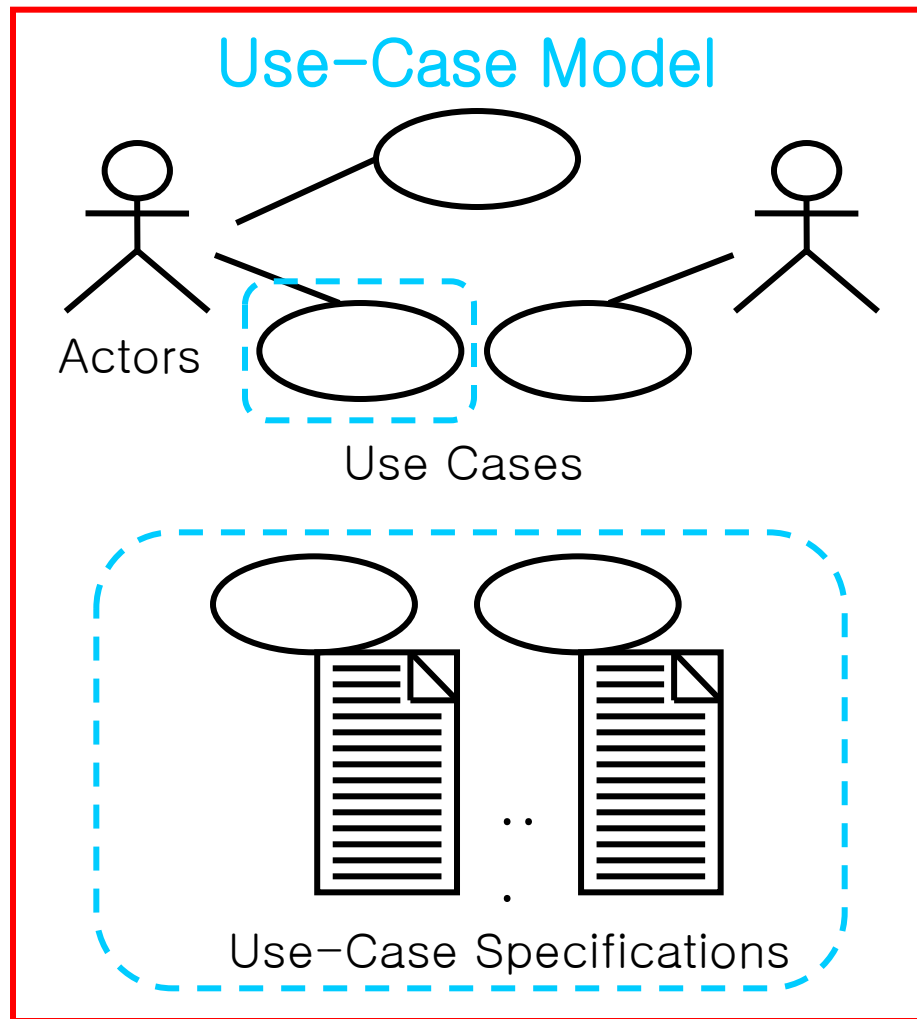 Use-Case Model
Actors
Use Cases
. .
.
Use-Case Specifications